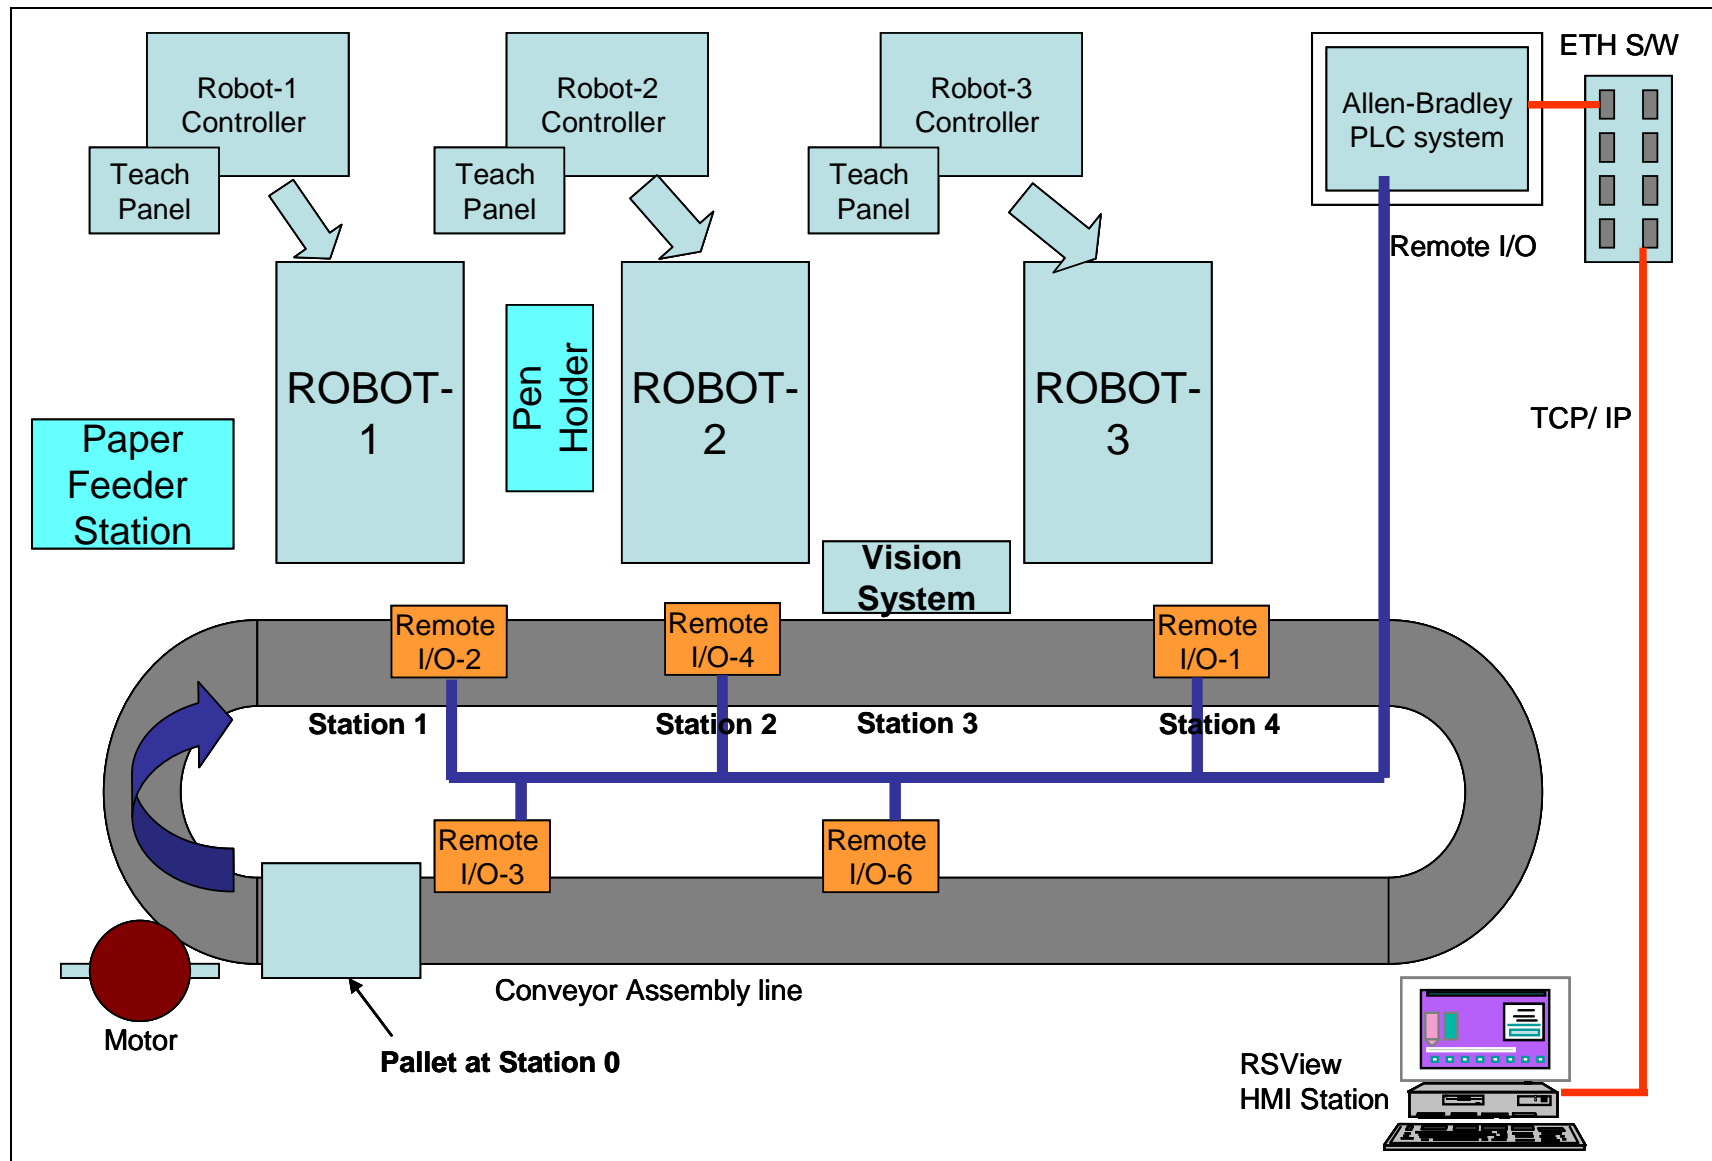 Robot-1
Controller
Teach
Panel
Robot-2
Controller
Teach
Panel
Robot-3
Controller
Teach
Panel
Allen-Bradley
PLC system
ETH S/W
Remote I/O
TCP/ IP
Paper
Feeder
Station
ROBOT-
1
Pen
Holder
ROBOT-
2
ROBOT-
3
Vision
System
Remote
I/O-2
Remote
I/O-4
Remote
I/O-1
Station 1
Station 2
Station 3
Station 4
Remote
I/O-3
Remote
I/O-6
Conveyor Assembly line
Motor
Pallet at Station 0
RSView
HMI Station